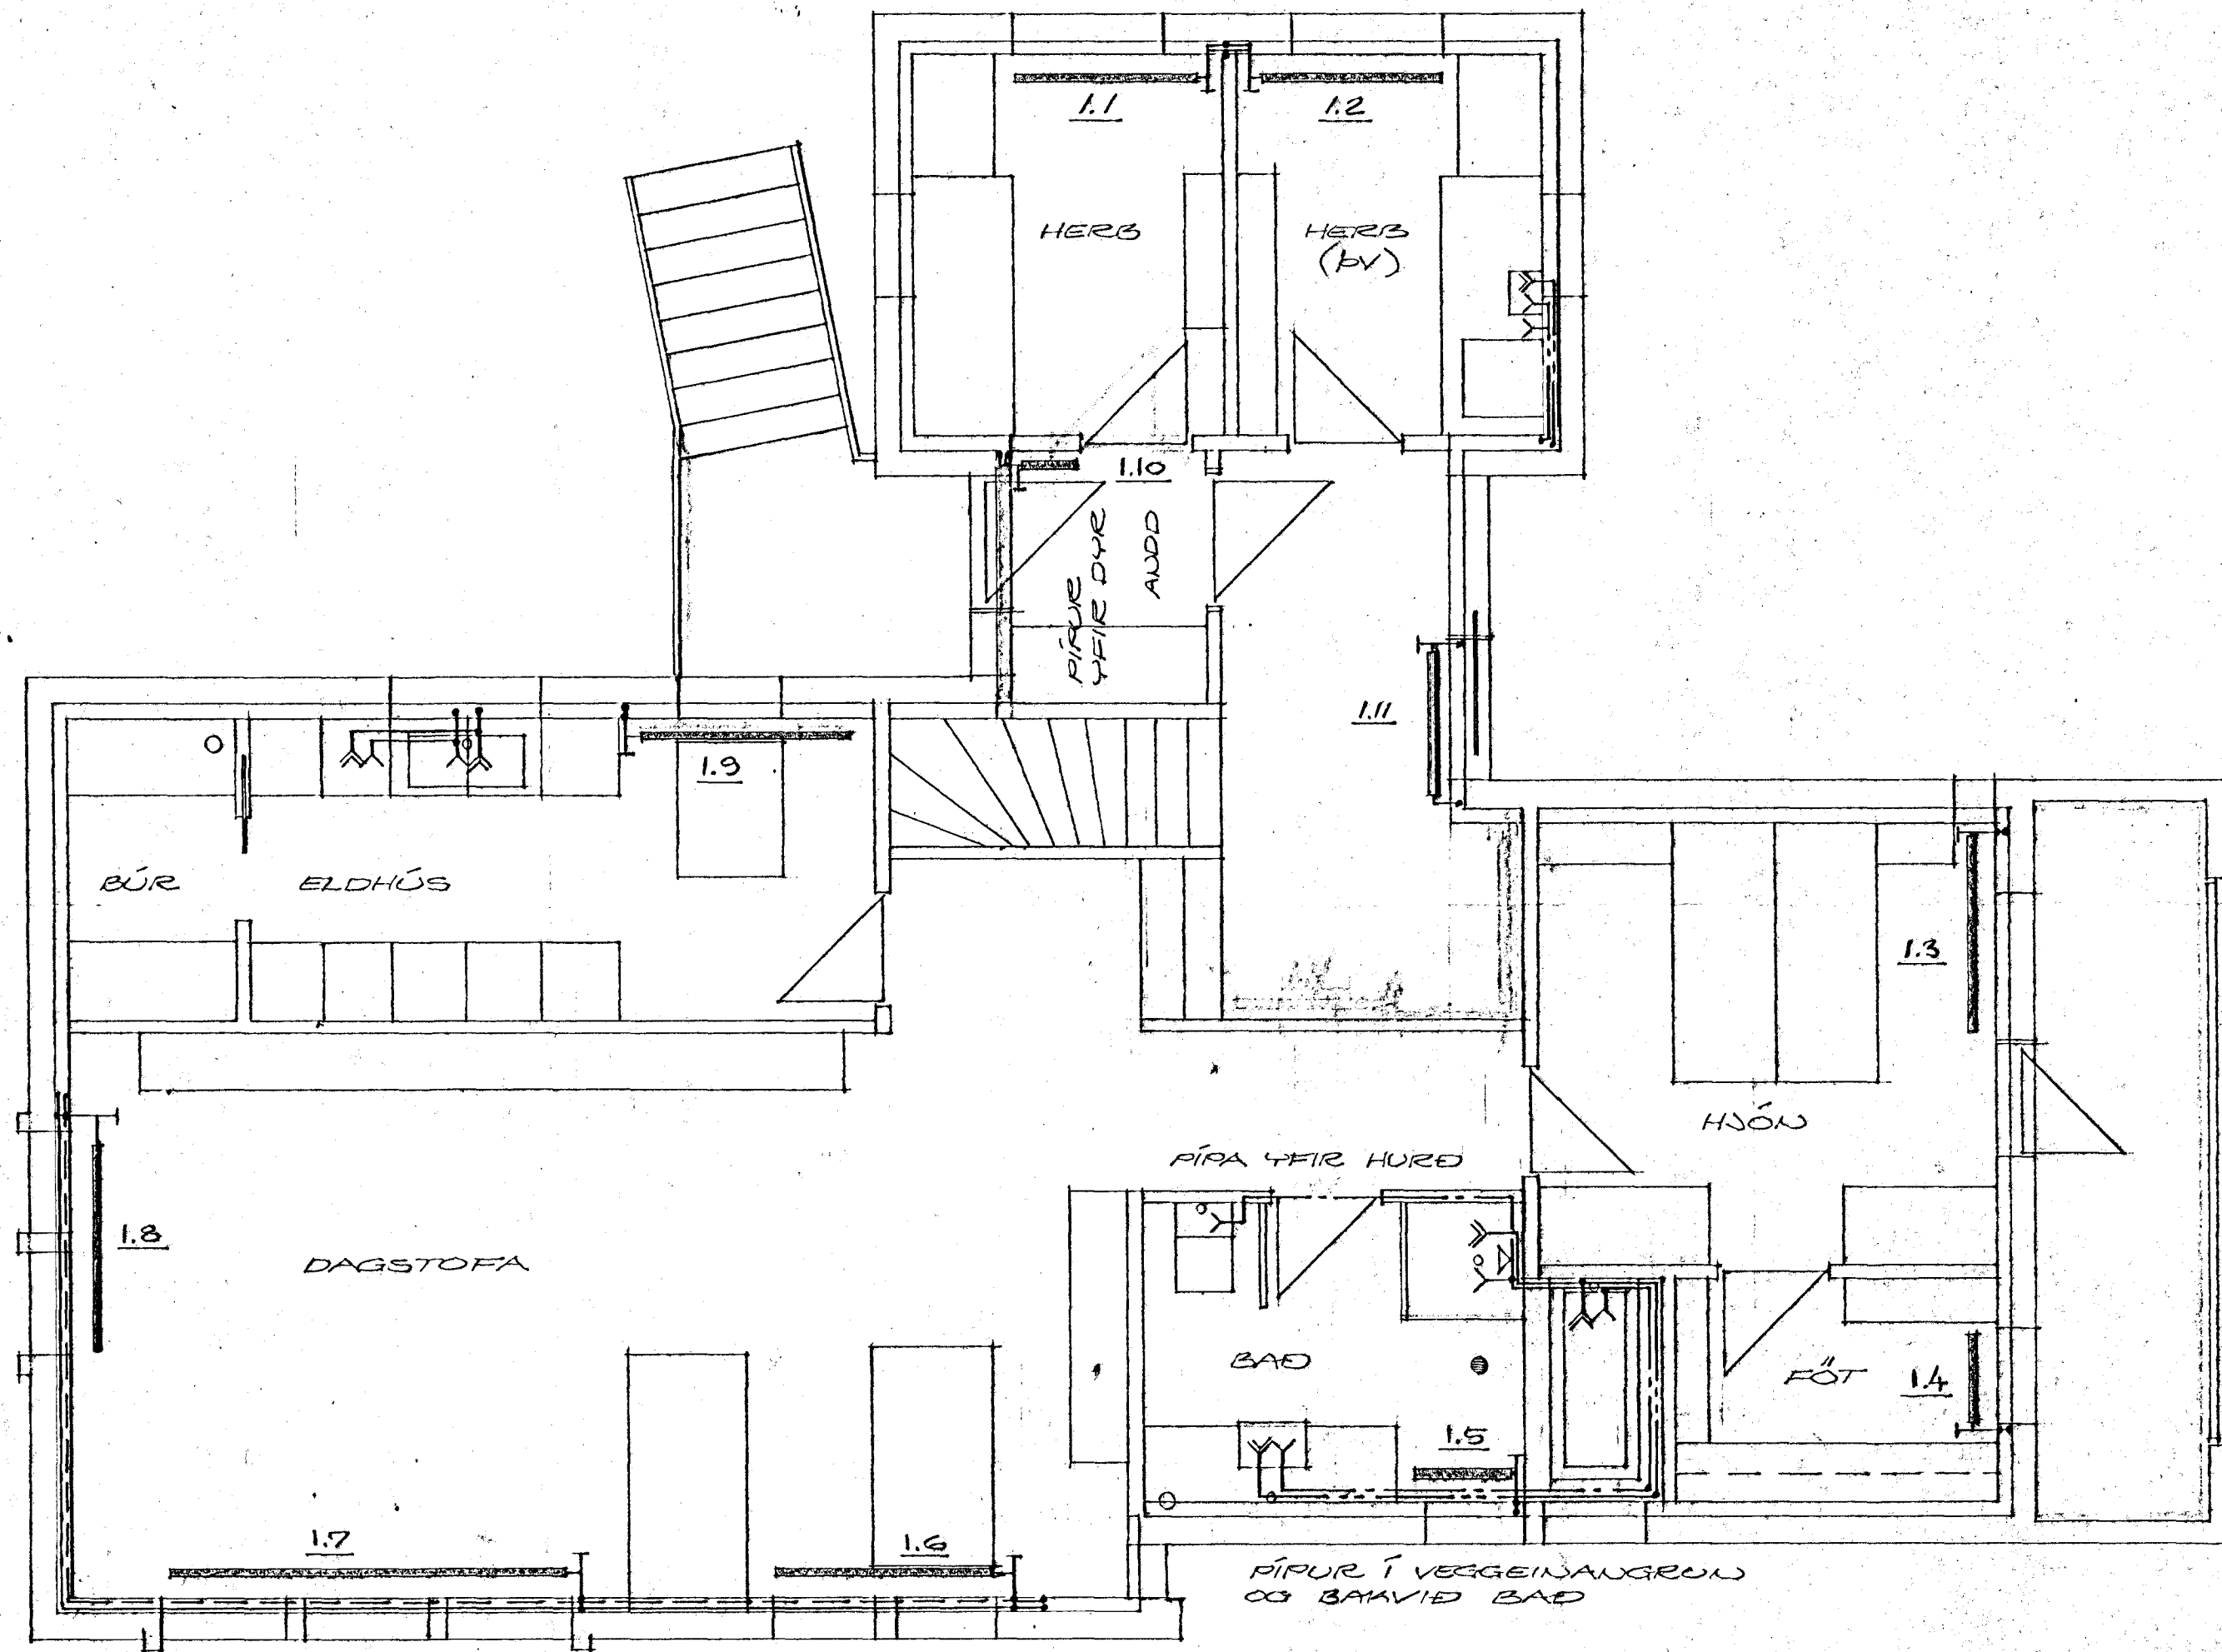 1.1
1.2
HERB
HERB
(ÞV)
1.10
PÍPUR
YFIR DYR
ANDD
1.11
1.9
BÚR
ELDHÚS
1.3
HJÓN
PÍPA YFIR HURÐ
1.8
DAGSTOFA
BAÐ
FÖT
1.4
1.5
1.7
1.6
PÍPUR Í VEGGEINANGRUN
OG BAKVIÐ BAÐ